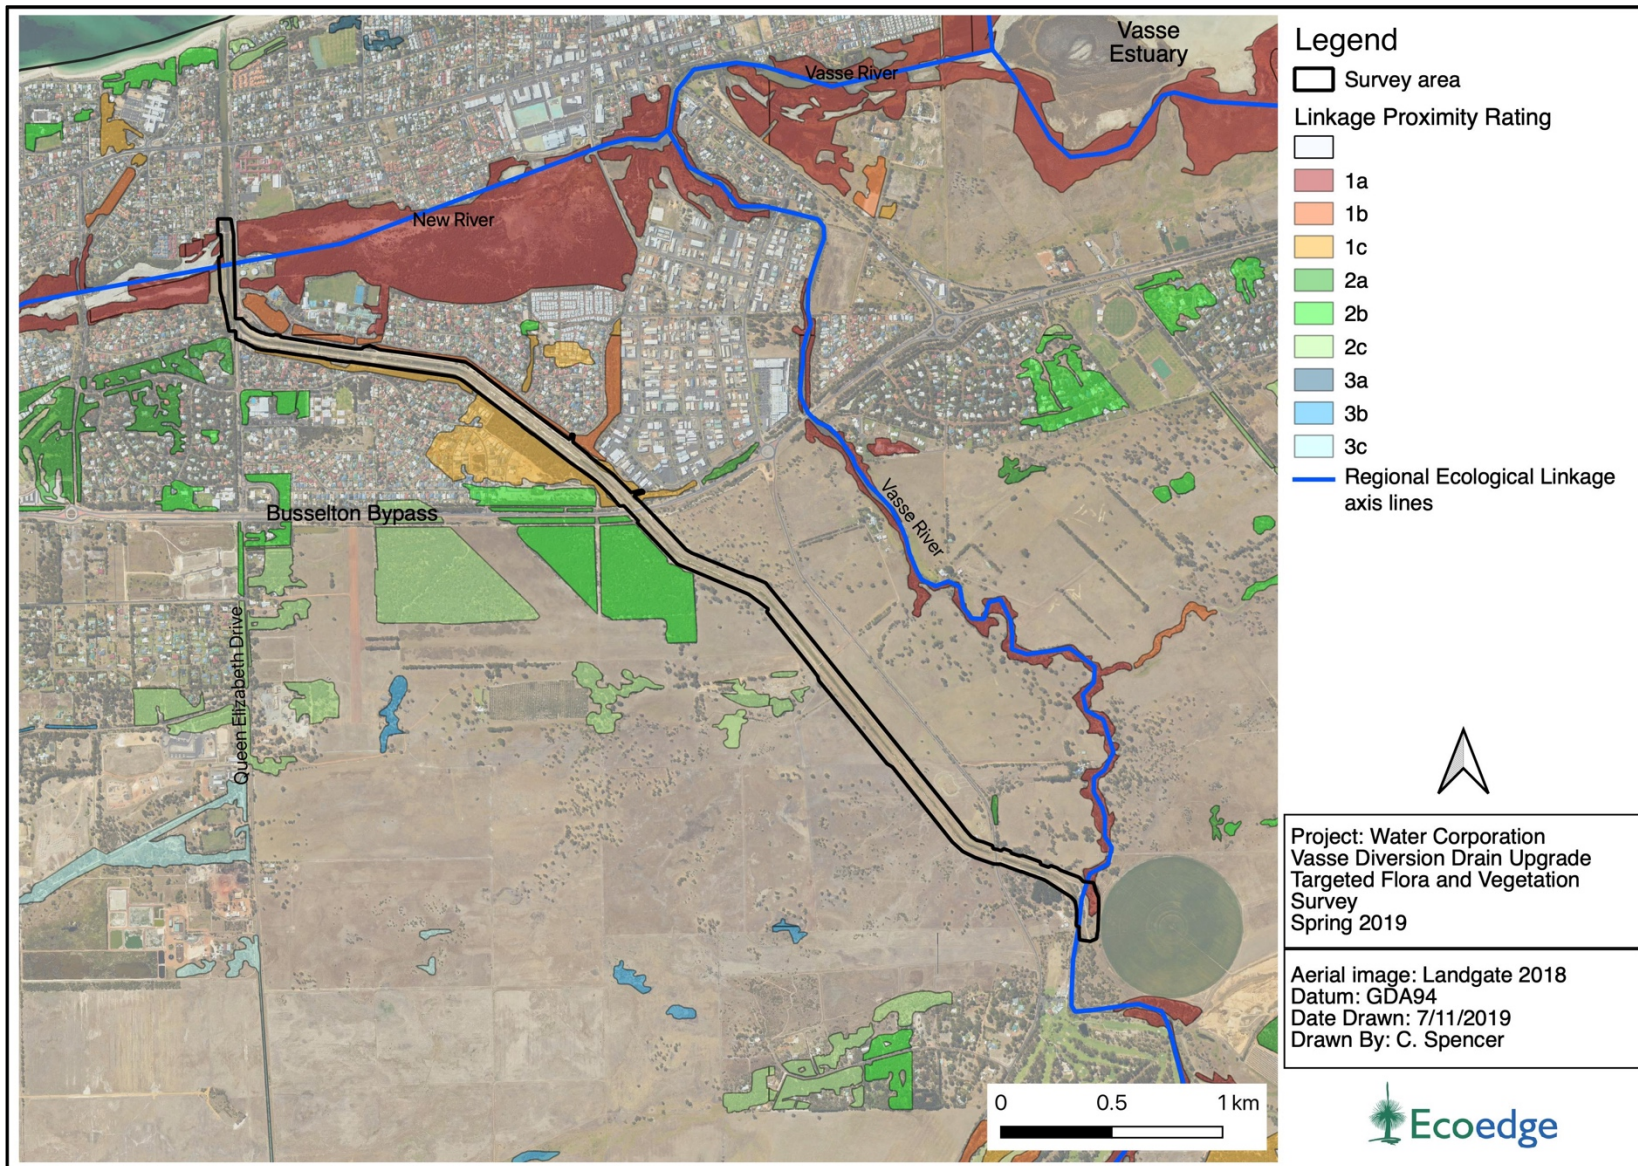 Vasse
Estuary
Vasse River
New River
Vasse River
Busselton Bypass
Queen Elizabeth Drive
0 0.5 1 km
Legend
Survey area
Linkage Proximity Rating
1a
1b
1c
2a
2b
2c
3a
3b
3c
Regional Ecological Linkage
axis lines
Project: Water Corporation
Vasse Diversion Drain Upgrade
Targeted Flora and Vegetation
Survey
Spring 2019
Aerial image: Landgate 2018
Datum: GDA94
Date Drawn: 7/11/2019
Drawn By: C. Spencer
Ecoedge